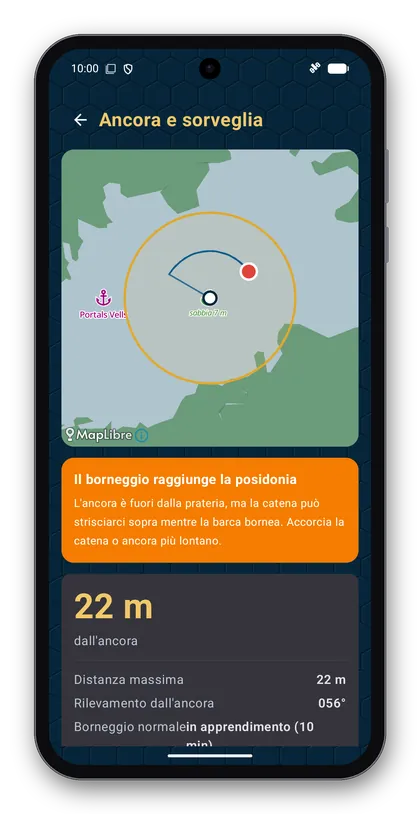 10:00
Ancora e sorveglia
Portals Vells
sabbia 7 m
MapLibre
Il borneggio raggiunge la posidonia
L'ancora è fuori dalla prateria, ma la catena può
strisciarci sopra mentre la barca bornea. Accorcia la
catena o ancora più lontano.
22 m
dall'ancora
Distanza massima 22 m
Rilevamento dall'ancora 056°
Borneggio normale in apprendimento (10
min)